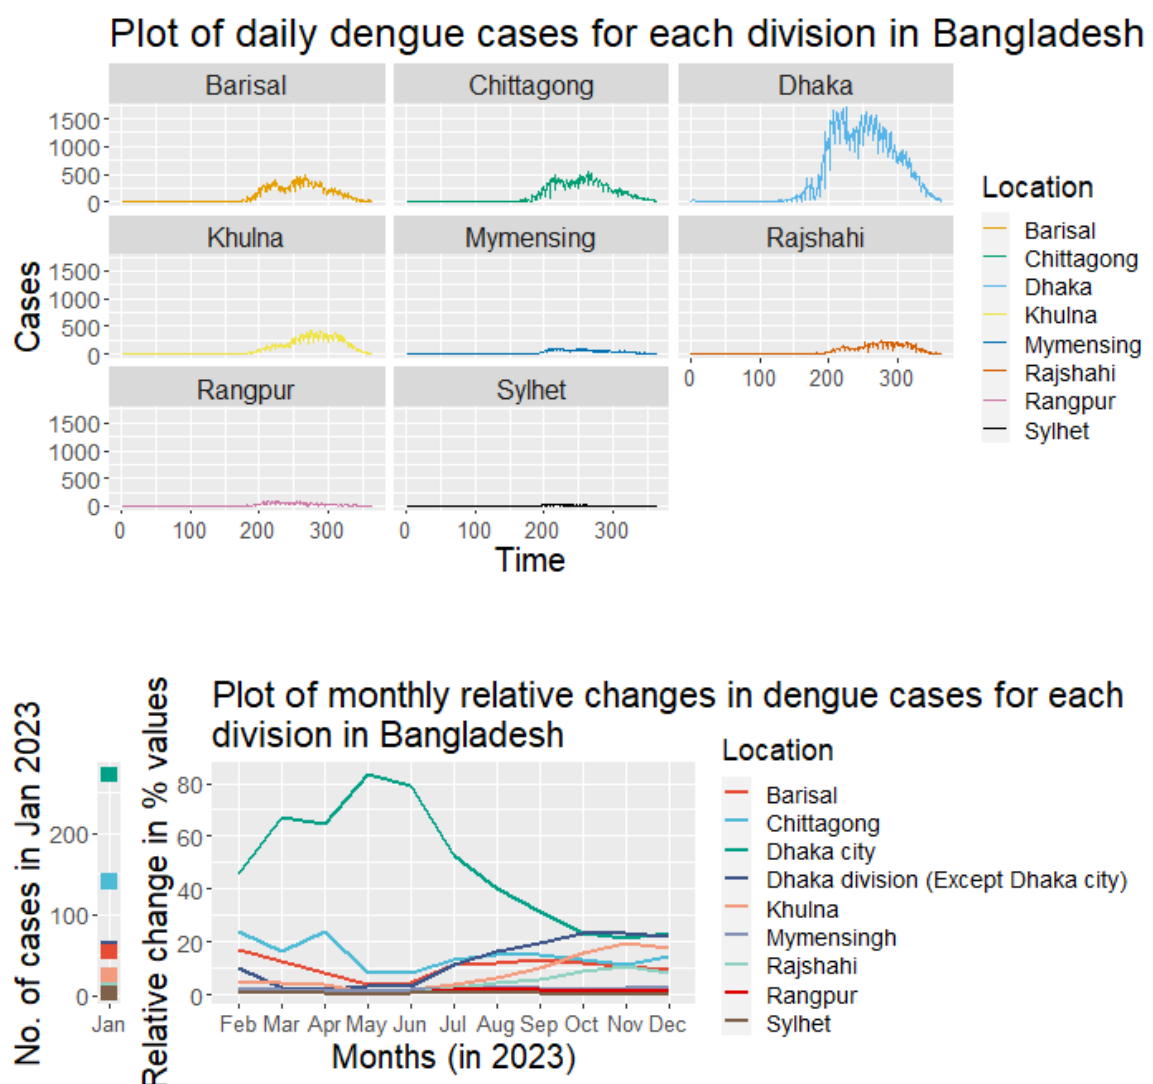 Plot of daily dengue cases for each division in Bangladesh
Barisal
Chittagong
Dhaka
1500
1000
500
0
Khulna
Mymensing
Rajshahi
1500
1000
500
0
0 100 200 300
Rangpur
Sylhet
1500
1000
500
0
0 100 200 300
0 100 200 300
Cases
Time
Location
Barisal
Chittagong
Dhaka
Khulna
Mymensing
Rajshahi
Rangpur
Sylhet
No. of cases in Jan 2023
200
100
0
Jan
Plot of monthly relative changes in dengue cases for each
division in Bangladesh
Relative change in % values
80
60
40
20
0
Feb Mar Apr May Jun Jul Aug Sep Oct Nov Dec
Months (in 2023)
Location
Barisal
Chittagong
Dhaka city
Dhaka division (Except Dhaka city)
Khulna
Mymensingh
Rajshahi
Rangpur
Sylhet